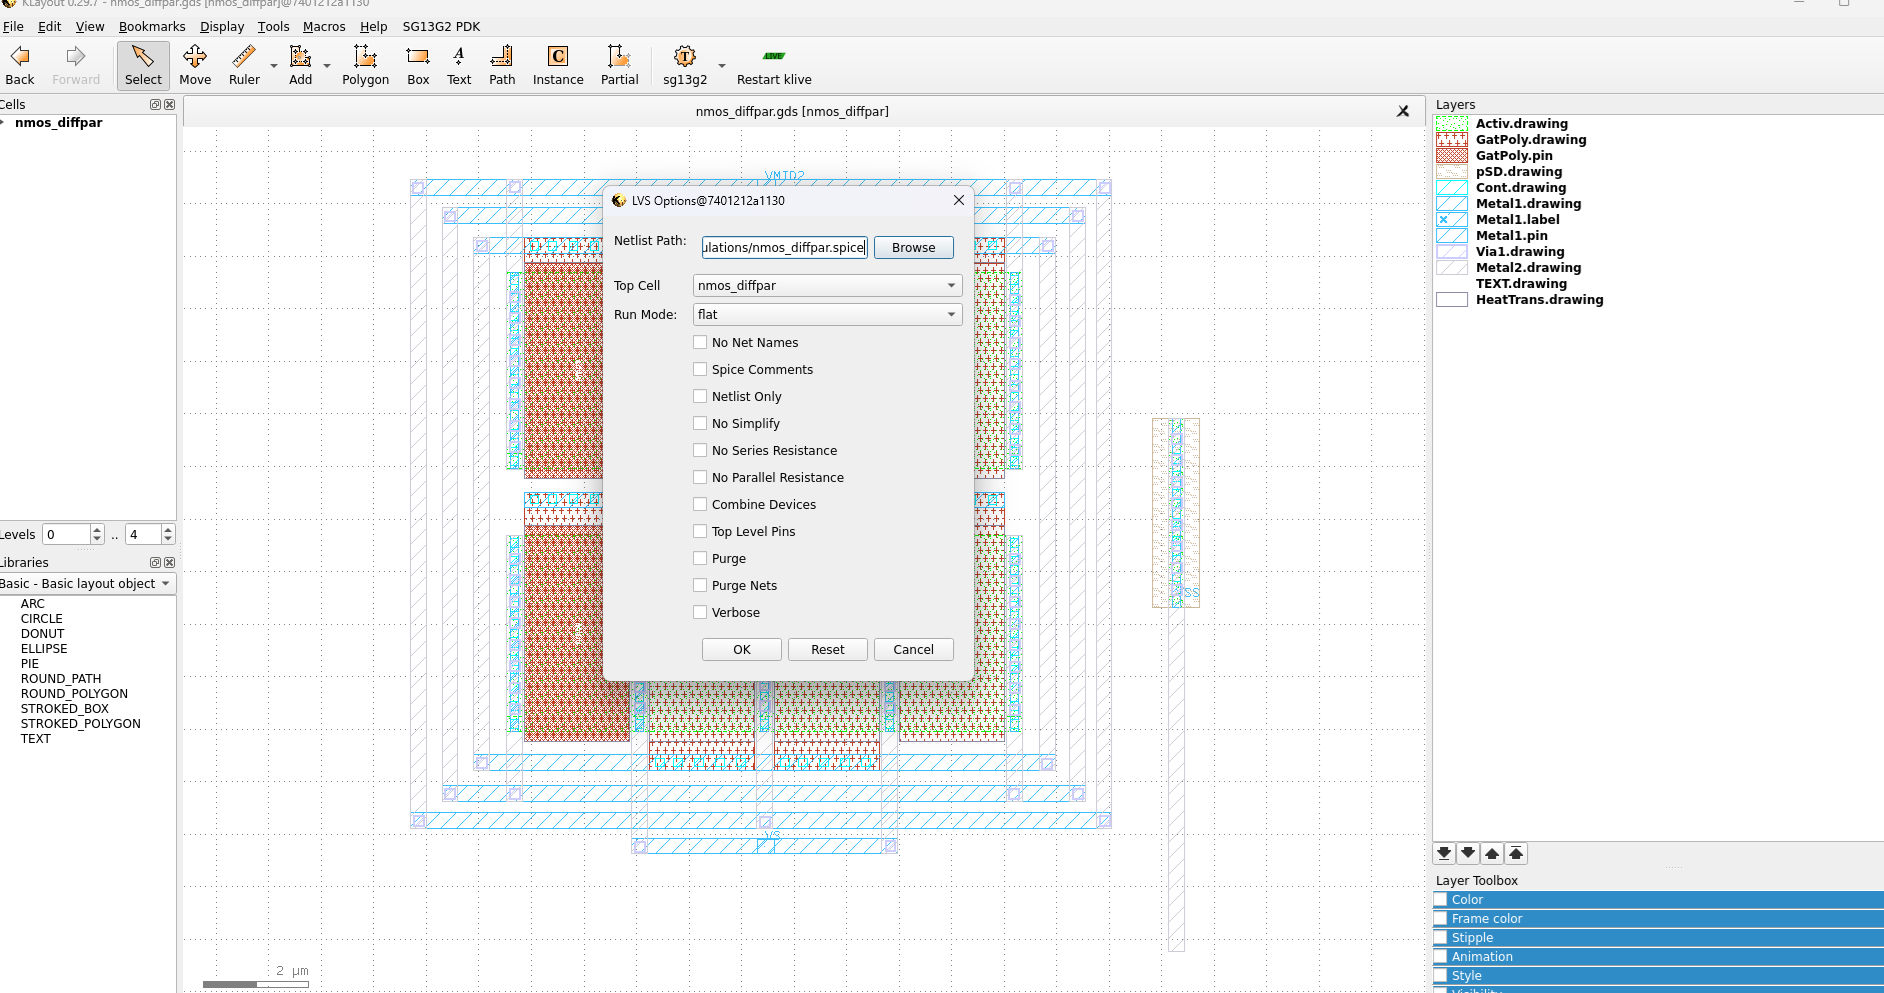 KLayout 0.29.7 - nmos_diffpar.gds [nmos_diffpar]@7401212a1130
File Edit View Bookmarks Display Tools Macros Help SG13G2 PDK
Back Forward Select Move Ruler Add Polygon Box Text Path Instance Partial sg13g2 Restart klive
Cells
nmos_diffpar
Levels 0 .. 4
Libraries
Basic - Basic layout object
ARC
CIRCLE
DONUT
ELLIPSE
PIE
ROUND_PATH
ROUND_POLYGON
STROKED_BOX
STROKED_POLYGON
TEXT
nmos_diffpar.gds [nmos_diffpar]
VMID2
LVS Options@7401212a1130
Netlist Path: ulations/nmos_diffpar.spice Browse
Top Cell nmos_diffpar
Run Mode: flat
No Net Names
Spice Comments
Netlist Only
No Simplify
No Series Resistance
No Parallel Resistance
Combine Devices
Top Level Pins
Purge
Purge Nets
Verbose
OK Reset Cancel
VS
2 µm
Layers
Activ.drawing
GatPoly.drawing
GatPoly.pin
pSD.drawing
Cont.drawing
Metal1.drawing
Metal1.label
Metal1.pin
Via1.drawing
Metal2.drawing
TEXT.drawing
HeatTrans.drawing
Layer Toolbox
Color
Frame color
Stipple
Animation
Style
Visibility